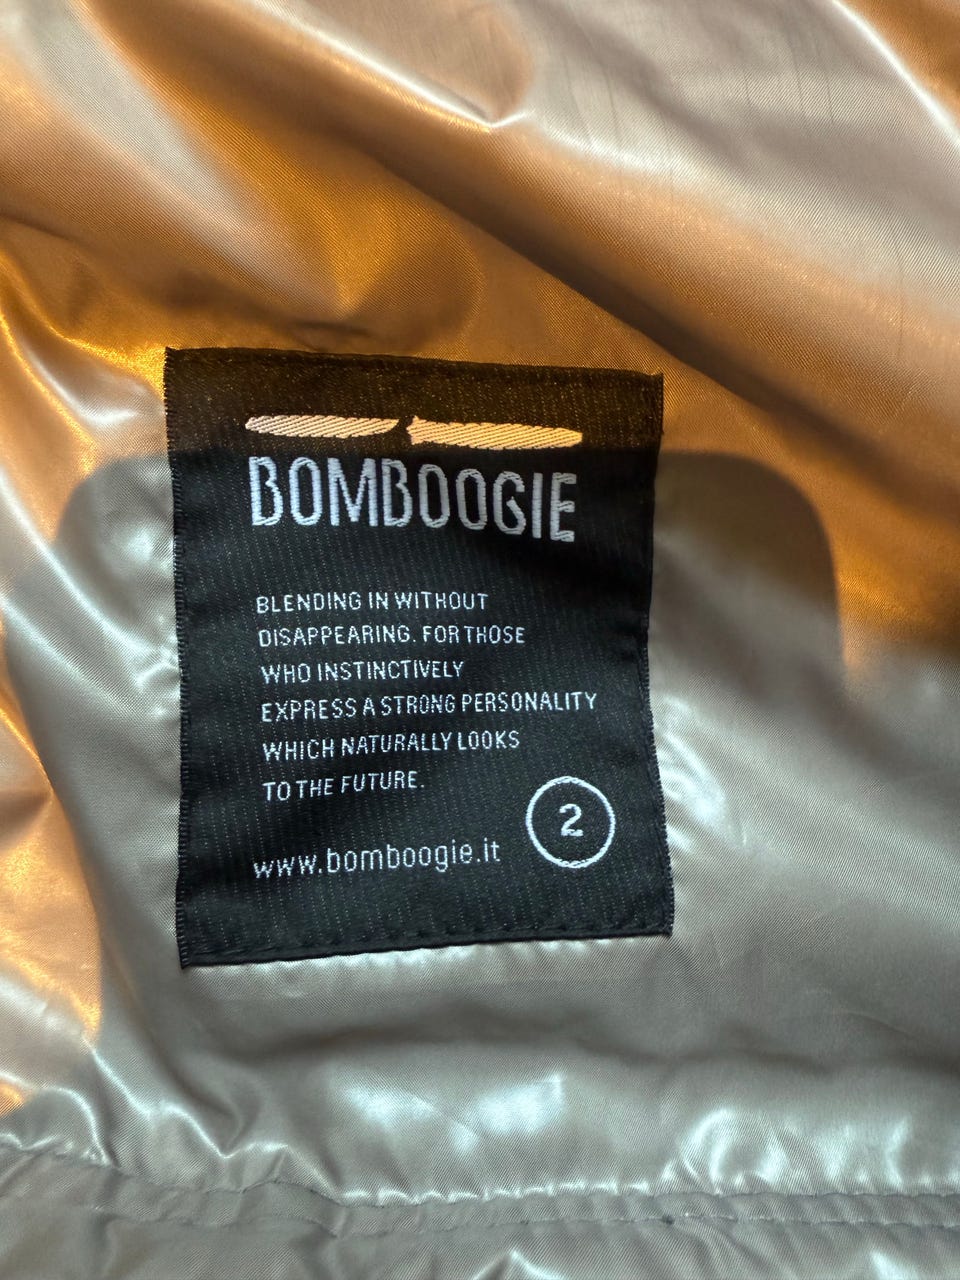 BOMBOOGIE
BLENDING IN WITHOUT
DISAPPEARING. FOR THOSE
WHO INSTINCTIVELY
EXPRESS A STRONG PERSONALITY
WHICH NATURALLY LOOKS
TO THE FUTURE.
2
www.bomboogie.it